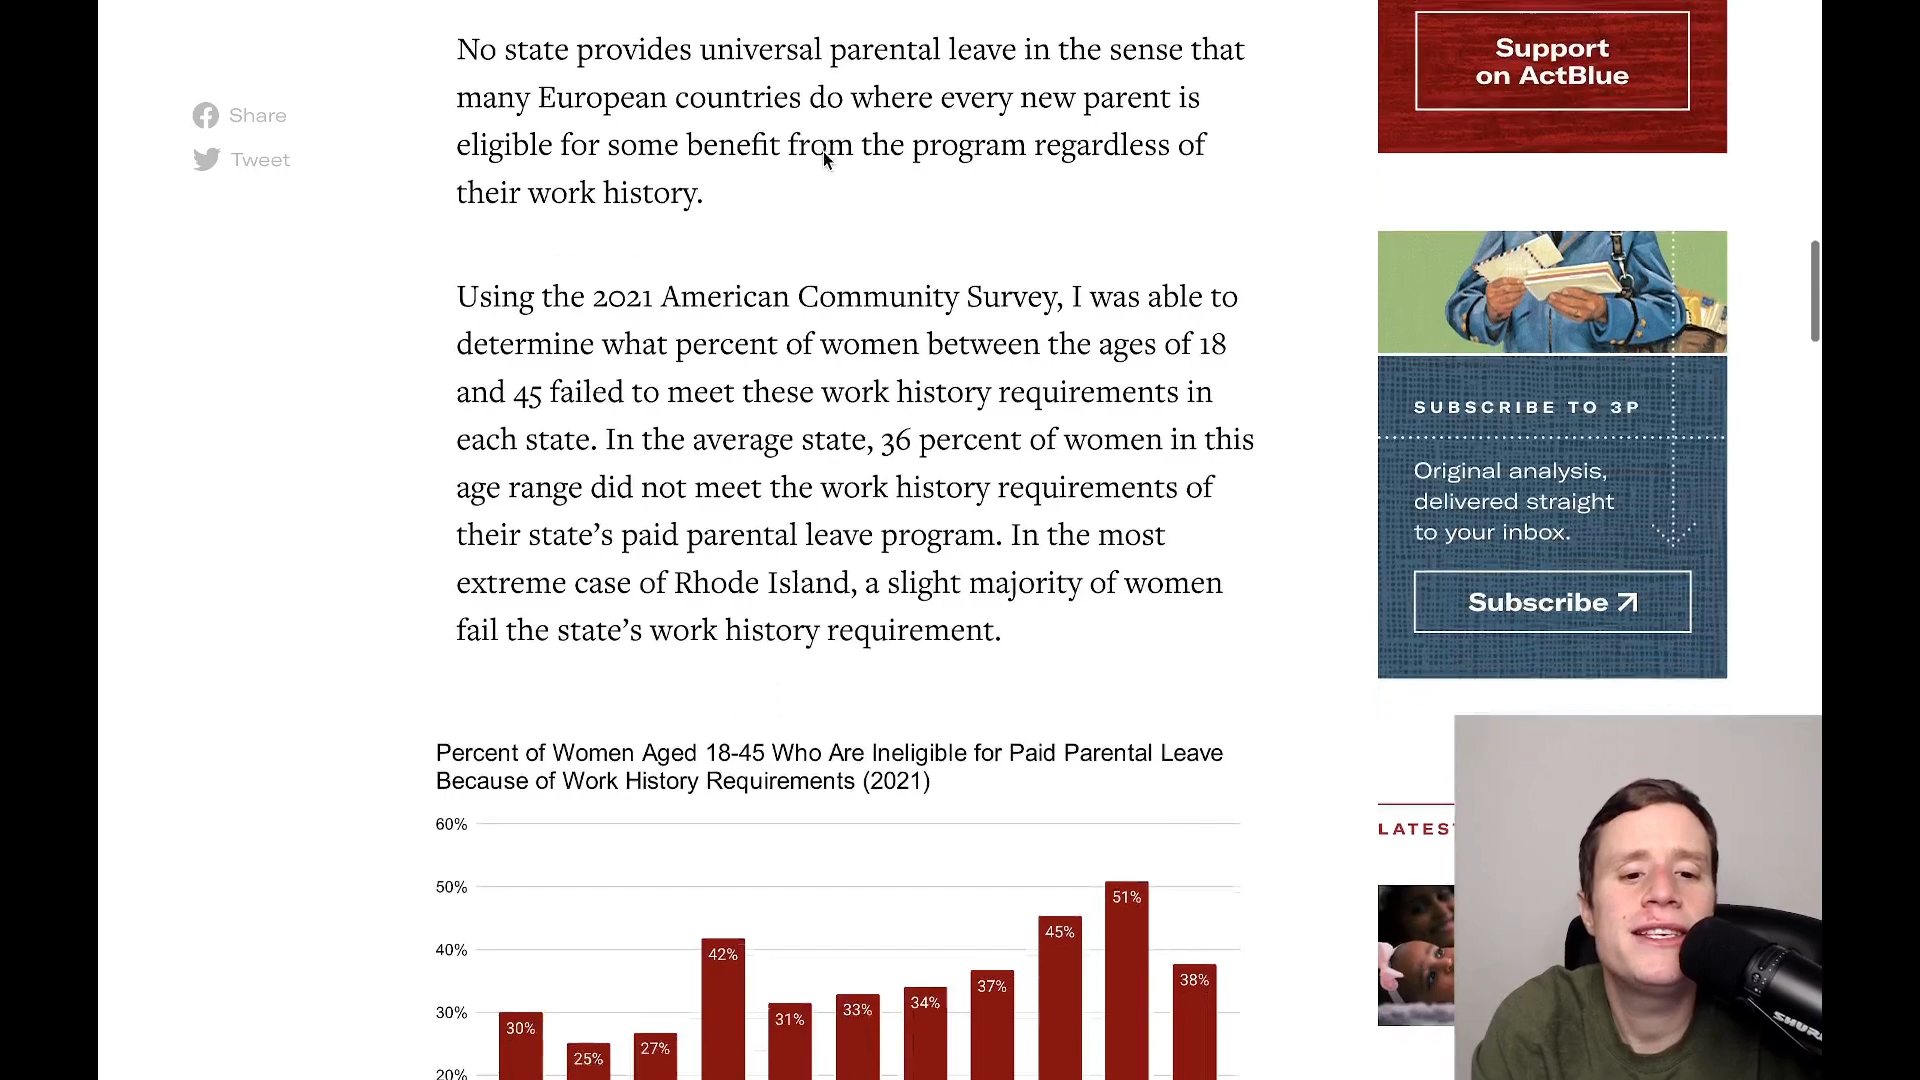 No state provides universal parental leave in the sense that
many European countries do where every new parent is
eligible for some benefit from the program regardless of
their work history.
Share
Tweet
Using the 2021 American Community Survey, I was able to
determine what percent of women between the ages of 18
and 45 failed to meet these work history requirements in
each state. In the average state, 36 percent of women in this
age range did not meet the work history requirements of
their state’s paid parental leave program. In the most
extreme case of Rhode Island, a slight majority of women
fail the state’s work history requirement.
Percent of Women Aged 18-45 Who Are Ineligible for Paid Parental Leave
Because of Work History Requirements (2021)
60%
50%
40%
30%
20%
30%
25%
27%
42%
31%
33%
34%
37%
45%
51%
38%
Support
on ActBlue
SUBSCRIBE TO 3P
Original analysis,
delivered straight
to your inbox.
Subscribe
LATEST
SHURE